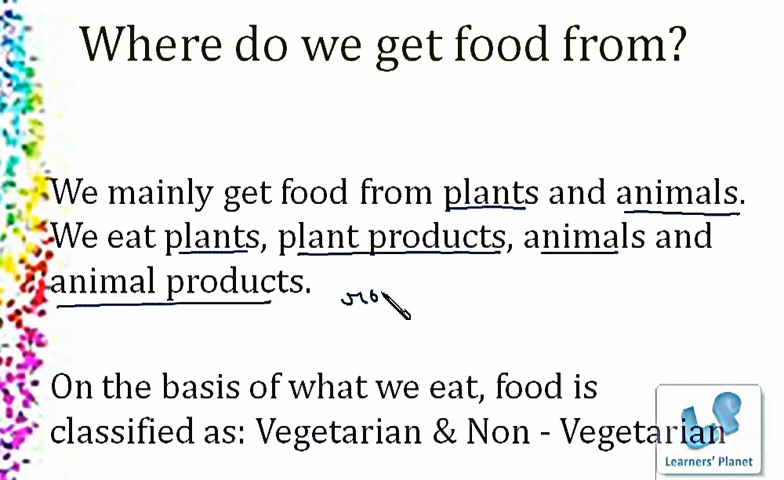 Where do we get food from?
We mainly get food from plants and animals.
We eat plants, plant products, animals and
animal products.
On the basis of what we eat, food is
classified as: Vegetarian & Non - Vegetarian
LP
Learners' Planet